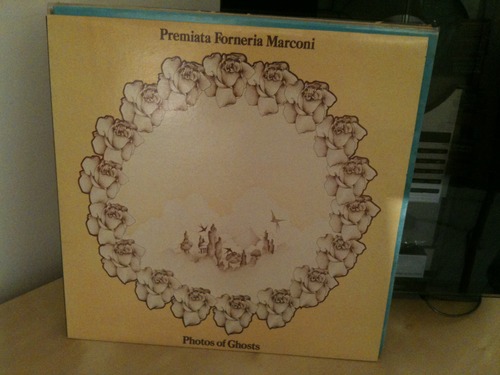 Premiata Forneria Marconi
Photos of Ghosts